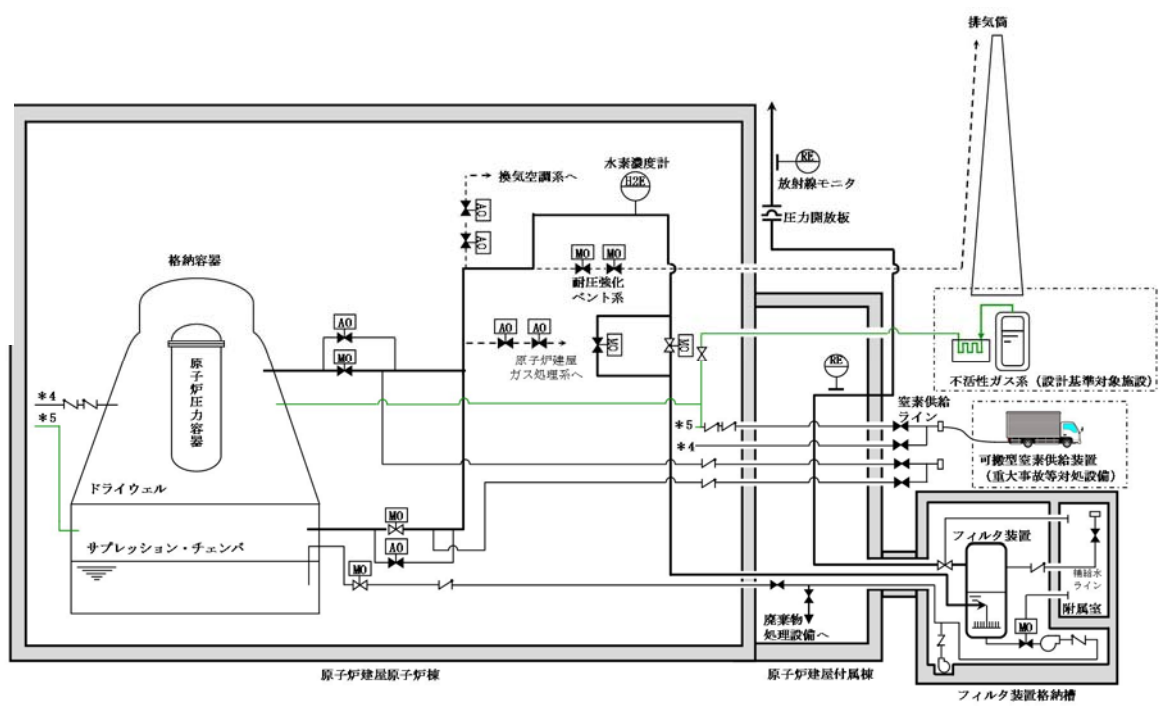 排気筒
水素濃度計
H2E
RE
放射線モニタ
換気空調系へ
AO
AO
圧力開放板
格納容器
MO
MO
耐圧強化
ベント系
AO
MO
AO
AO
原子炉建屋
ガス処理系へ
MO
MO
原子炉圧力容器
RE
不活性ガス系（設計基準対象施設）
＊4
＊5
窒素供給
ライン
＊5
＊4
可搬型窒素供給装置
（重大事故等対処設備）
ドライウェル
MO
サプレッション・チェンバ
AO
MO
フィルタ装置
補給水
ライン
附属室
MO
廃棄物
処理設備へ
原子炉建屋原子炉棟
原子炉建屋付属棟
フィルタ装置格納槽